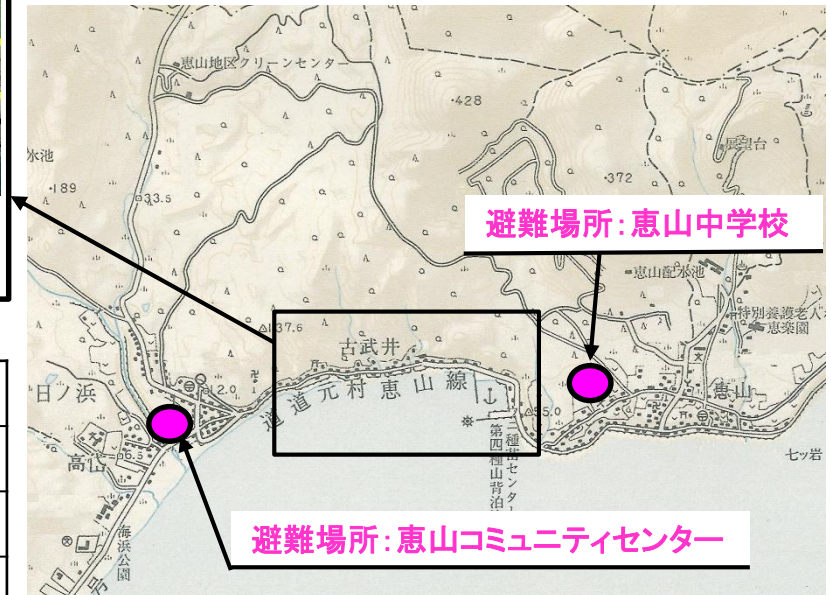 恵山地区クリーンセンター
・428
展望台
水池
・189
・372
33.5
避難場所：恵山中学校
恵山配水池
特別養護老人
恵楽園
137.6
古武井
12.0
日ノ浜
道道元村恵山線
恵山
55.0
高岱
6.5
七ッ岩
海浜公園
避難場所：恵山コミュニティセンター